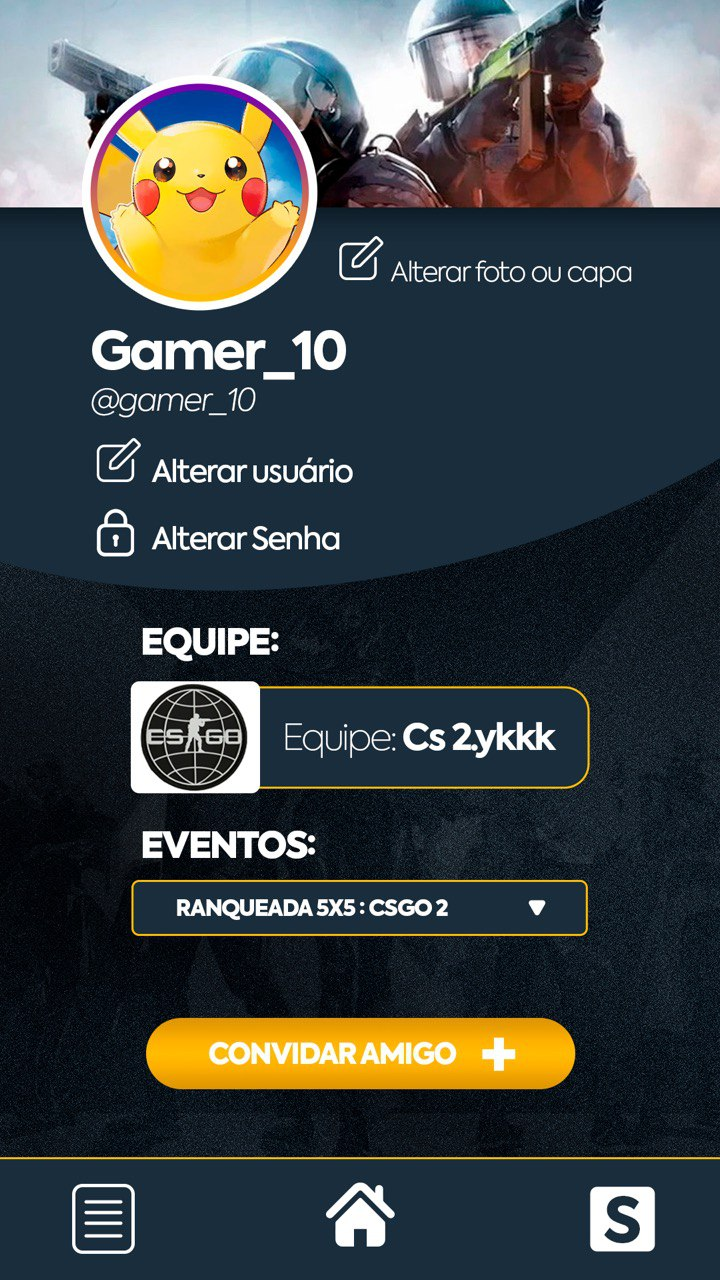 Alterar foto ou capa
Gamer_10
@gamer_10
Alterar usuário
Alterar Senha
EQUIPE:
CS GO
Equipe: Cs 2.ykkk
EVENTOS:
RANQUEADA 5X5 : CSGO 2
CONVIDAR AMIGO +
S